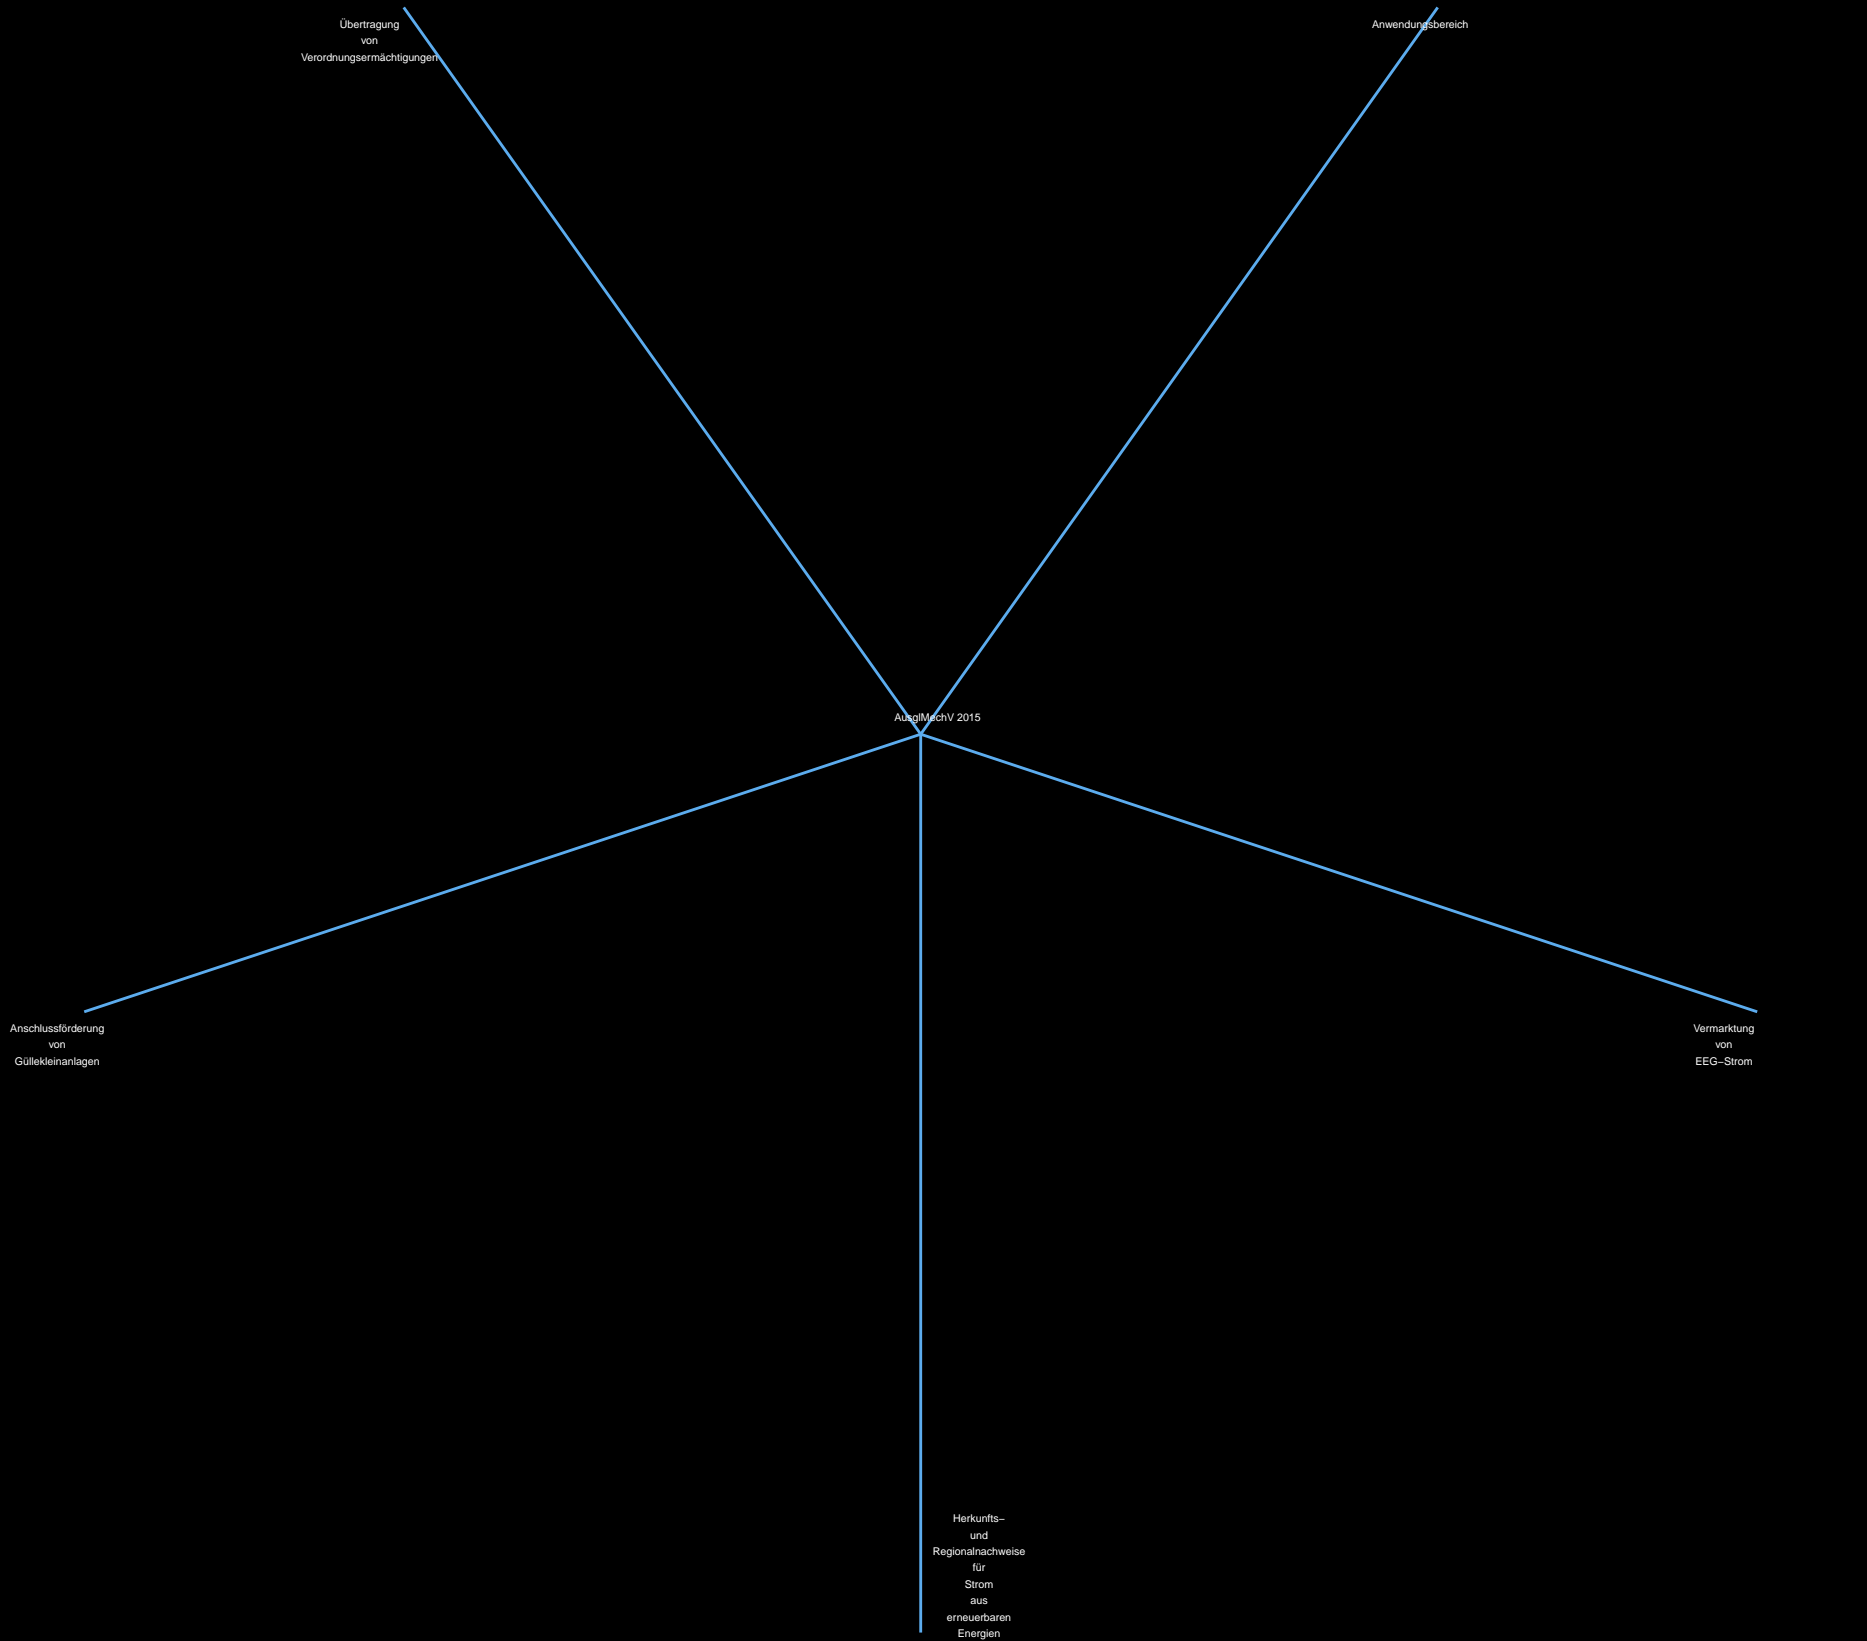 Übertragung
von
Verordnungsermächtigungen
Anwendungsbereich
AusglMechV 2015
Anschlussförderung
von
Güllekleinanlagen
Vermarktung
von
EEG−Strom
Herkunfts−
und
Regionalnachweise
für
Strom
aus
erneuerbaren
Energien